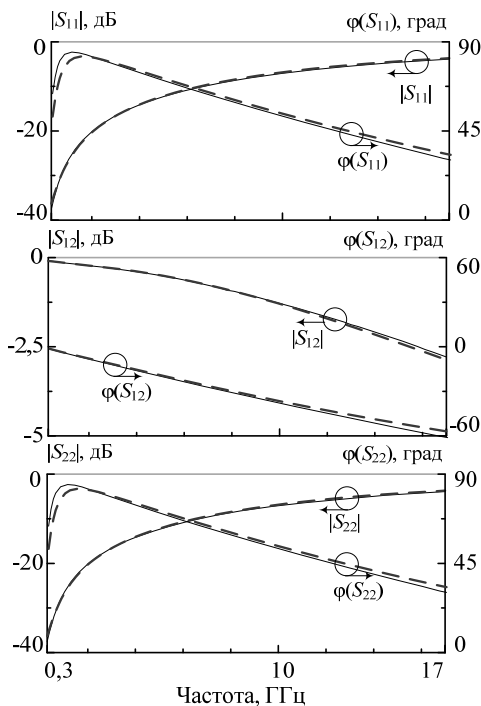 |S11|, дБ φ(S11), град
0 90
-20 45
-40 0
|S11|
φ(S11)
|S12|, дБ φ(S12), град
0 60
-2,5 0
-5 -60
|S12|
φ(S12)
|S22|, дБ φ(S22), град
0 90
-20 45
-40 0
|S22|
φ(S22)
0,3 10 17
Частота, ГГц